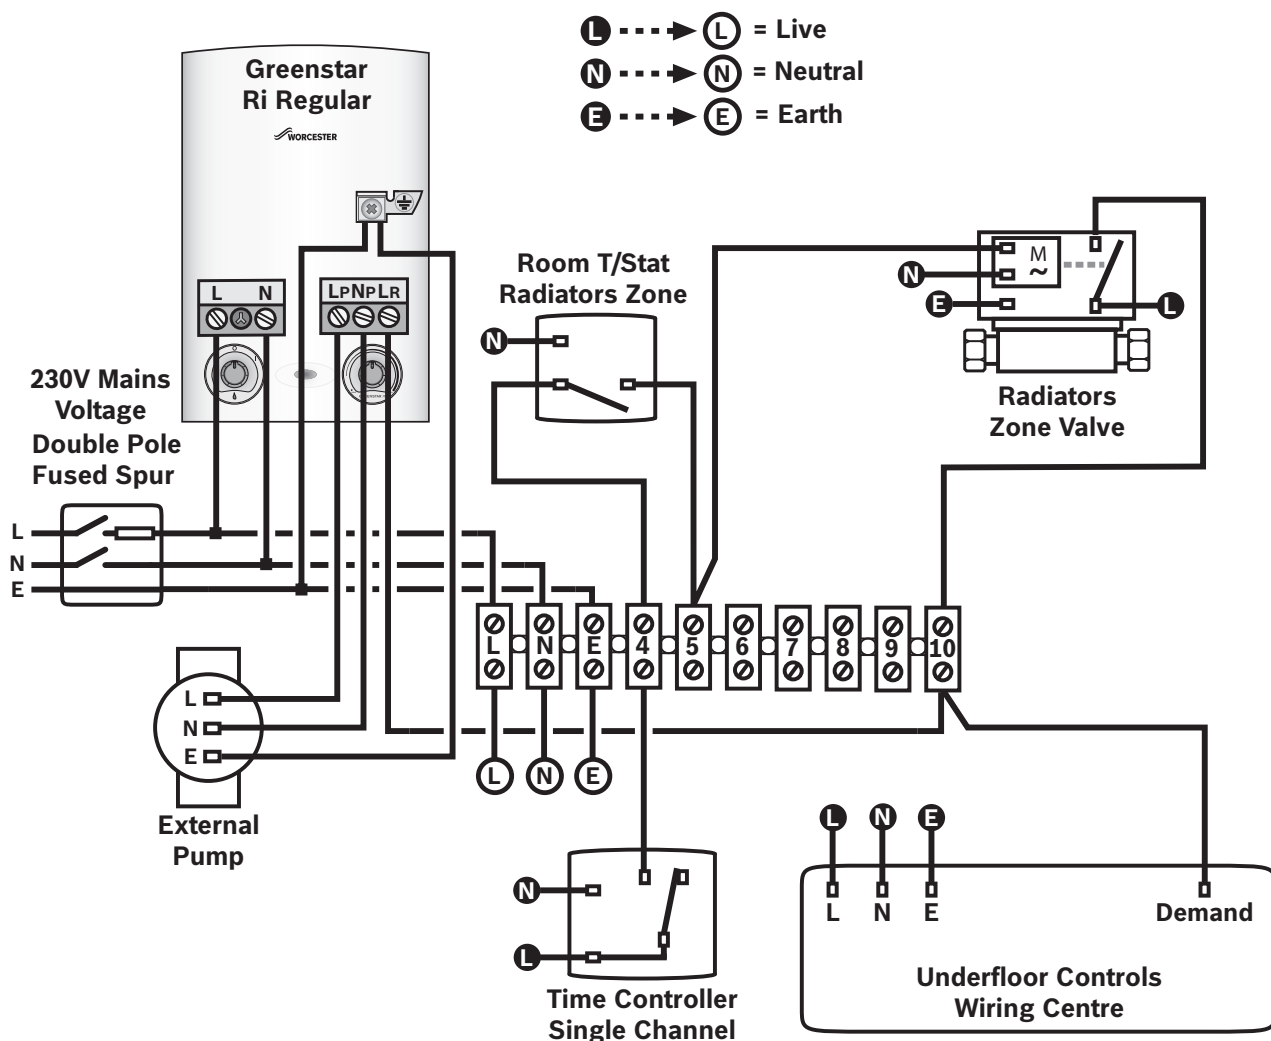 L L = Live
N N = Neutral
E E = Earth
Greenstar
Ri Regular
WORCESTER
L N
LP NP LR
Room T/Stat
Radiators Zone
N
M
~
N
E
L
Radiators
Zone Valve
230V Mains
Voltage
Double Pole
Fused Spur
L
N
E
L N E 4 5 6 7 8 9 10
L
N
E
External
Pump
L N E
N
L
Time Controller
Single Channel
L N E
L N E Demand
Underfloor Controls
Wiring Centre